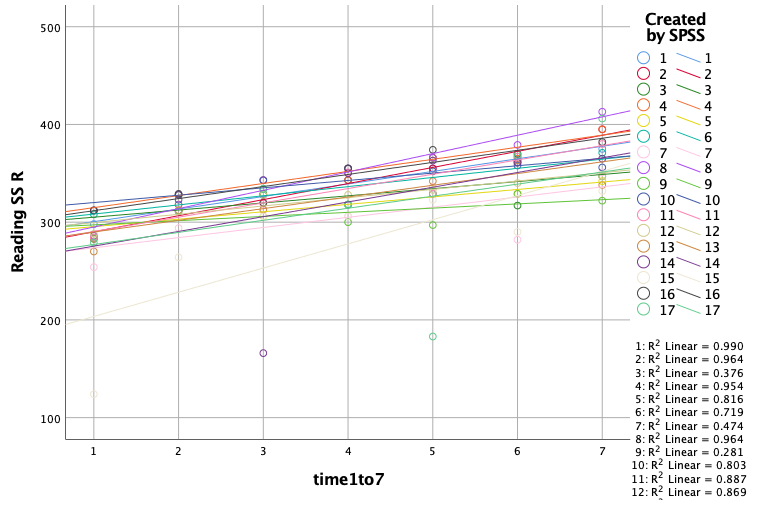 500
400
300
200
100
Reading SS R
1 2 3 4 5 6 7
time1to7
Created
by SPSS
1 1
2 2
3 3
4 4
5 5
6 6
7 7
8 8
9 9
10 10
11 11
12 12
13 13
14 14
15 15
16 16
17 17
1: R² Linear = 0.990
2: R² Linear = 0.964
3: R² Linear = 0.376
4: R² Linear = 0.954
5: R² Linear = 0.816
6: R² Linear = 0.719
7: R² Linear = 0.474
8: R² Linear = 0.964
9: R² Linear = 0.281
10: R² Linear = 0.803
11: R² Linear = 0.887
12: R² Linear = 0.869